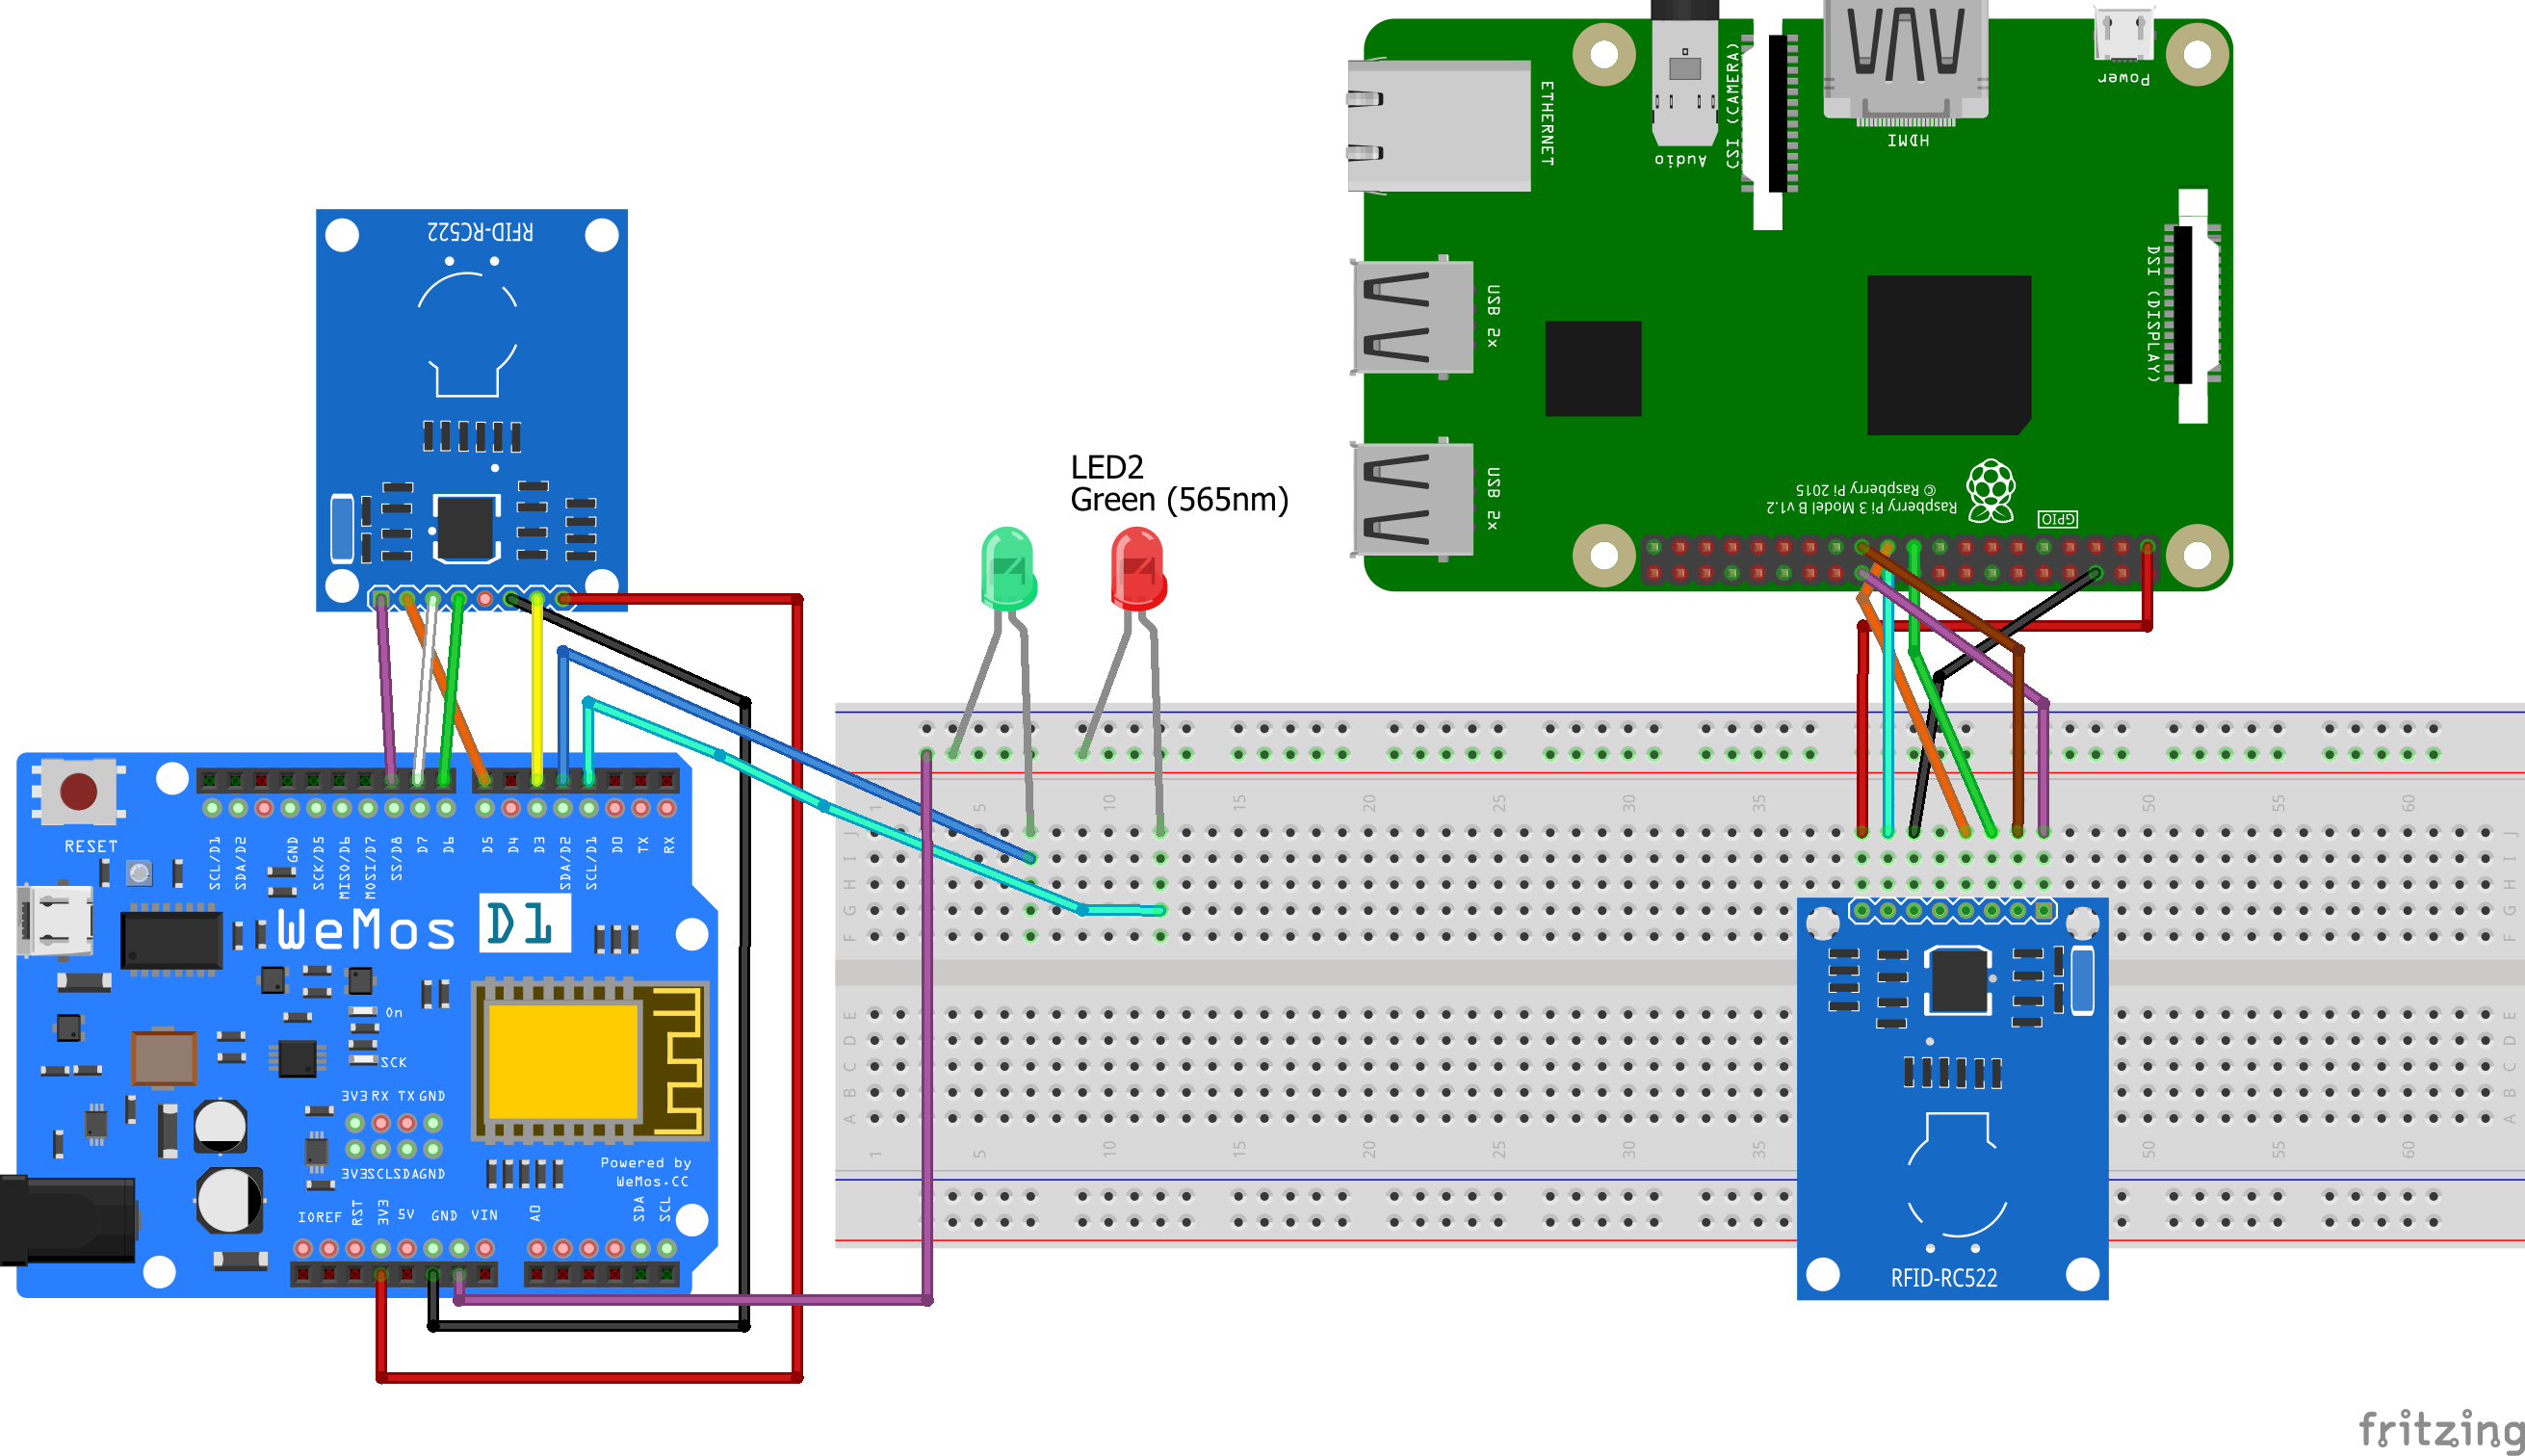 Power
ETHERNET
CSI (CAMERA)
Audio
HDMI
RFID-RC522
DSI (DISPLAY)
USB 2x
LED2
Green (565nm)
USB 2x
© Raspberry Pi 2015
Raspberry Pi 3 Model B v1.2
GPIO
1 5 10 15 20 25 30 35 50 55 60
J J
I I
H H
G G
F F
RESET
SCL/D1
SDA/D2
GND
SCK/D5
MISO/D6
MOSI/D7
SS/D8
D7
D6
D5
D4
D3
SDA/D2
SCL/D1
D0
TX
RX
WeMos D1
On
SCK
E E
D D
C C
B B
A A
1 5 10 15 20 25 30 35 50 55 60
3V3 RX TX GND
3V3SCLSDAGND
Powered by
WeMos.CC
IOREF
RST
3V3
5V
GND
VIN
A0
SDA
SCL
RFID-RC522
fritzing